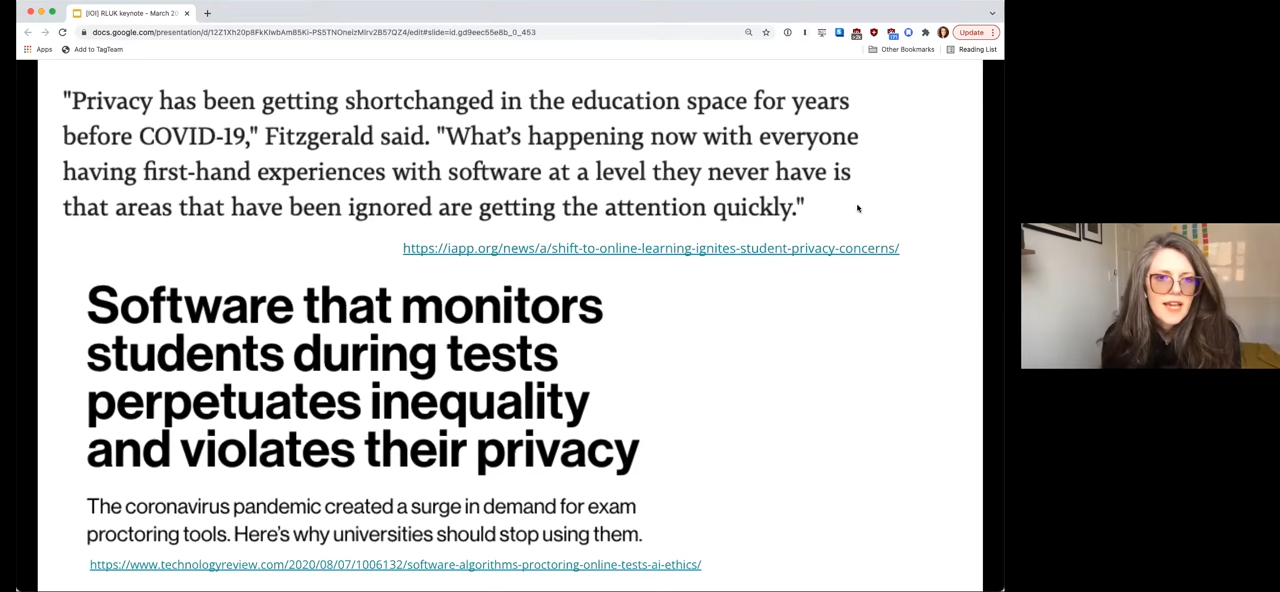 [IOI] RLUK keynote – March 20
docs.google.com/presentation/d/12Z1Xh20p8FkKlwbAm85Ki-PS5TNOneizMlrv2B57QZ4/edit#slide=id.gd9eec55e8b_0_453
Update
Apps
Add to TagTeam
Other Bookmarks
Reading List
"Privacy has been getting shortchanged in the education space for years
before COVID-19," Fitzgerald said. "What's happening now with everyone
having first-hand experiences with software at a level they never have is
that areas that have been ignored are getting the attention quickly."
https://iapp.org/news/a/shift-to-online-learning-ignites-student-privacy-concerns/
Software that monitors
students during tests
perpetuates inequality
and violates their privacy
The coronavirus pandemic created a surge in demand for exam
proctoring tools. Here's why universities should stop using them.
https://www.technologyreview.com/2020/08/07/1006132/software-algorithms-proctoring-online-tests-ai-ethics/